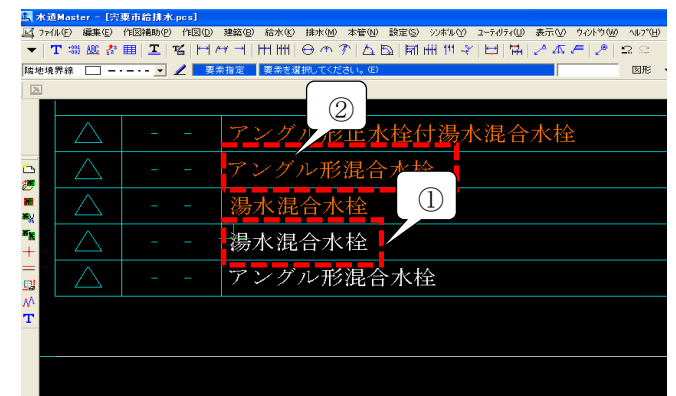 水道Master - [宍粟市給排水.pcs]
ファイル(F) 編集(E) 作図補助(P) 作図(D) 建築(B) 給水(K) 排水(M) 本管(N) 設定(S) シンボル(Y) ユーティリティ(U) 表示(V) ウィンドウ(W) ヘルプ(H)
隣地境界線 要素指定 要素を選択してください。(E) 図形
②
アングル形止水栓付湯水混合水栓
アングル形混合水栓
①
湯水混合水栓
湯水混合水栓
アングル形混合水栓